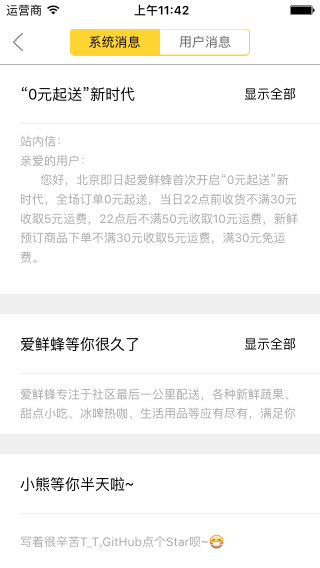 运营商 上午11:42
系统消息 用户消息
“0元起送”新时代 显示全部
站内信:
亲爱的用户:
您好，北京即日起爱鲜蜂首次开启“0元起送”新
时代，全场订单0元起送，当日22点前收货不满30元
收取5元运费，22点后不满50元收取10元运费，新鲜
预订商品下单不满30元收取5元运费，满30元免运
费。
爱鲜蜂等你很久了 显示全部
爱鲜蜂专注于社区最后一公里配送，各种新鲜蔬果、
甜点小吃、冰啤热咖、生活用品等应有尽有，满足你
小熊等你半天啦~
写着很辛苦T_T,GitHub点个Star呗~😷